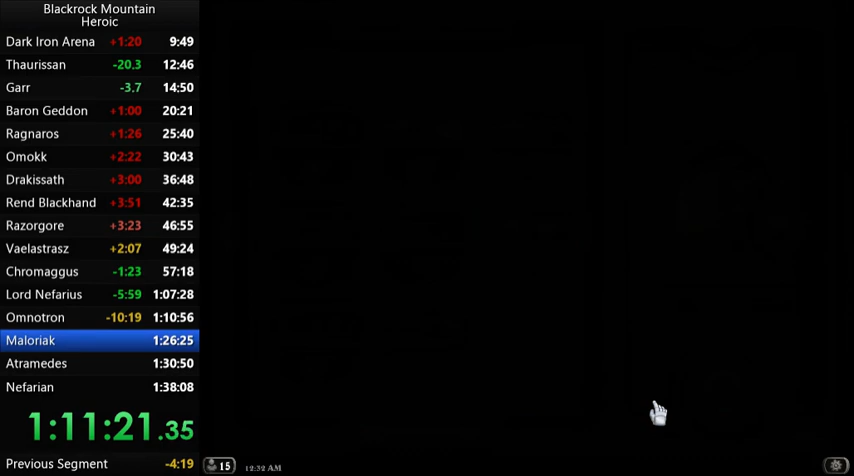 Blackrock Mountain
Heroic
Dark Iron Arena +1:20 9:49
Thaurissan -20.3 12:46
Garr -3.7 14:50
Baron Geddon +1:00 20:21
Ragnaros +1:26 25:40
Omokk +2:22 30:43
Drakissath +3:00 36:48
Rend Blackhand +3:51 42:35
Razorgore +3:23 46:55
Vaelastrasz +2:07 49:24
Chromaggus -1:23 57:18
Lord Nefarius -5:59 1:07:28
Omnotron -10:19 1:10:56
Maloriak 1:26:25
Atramedes 1:30:50
Nefarian 1:38:08
1:11:21.35
Previous Segment -4:19
15 12:32 AM